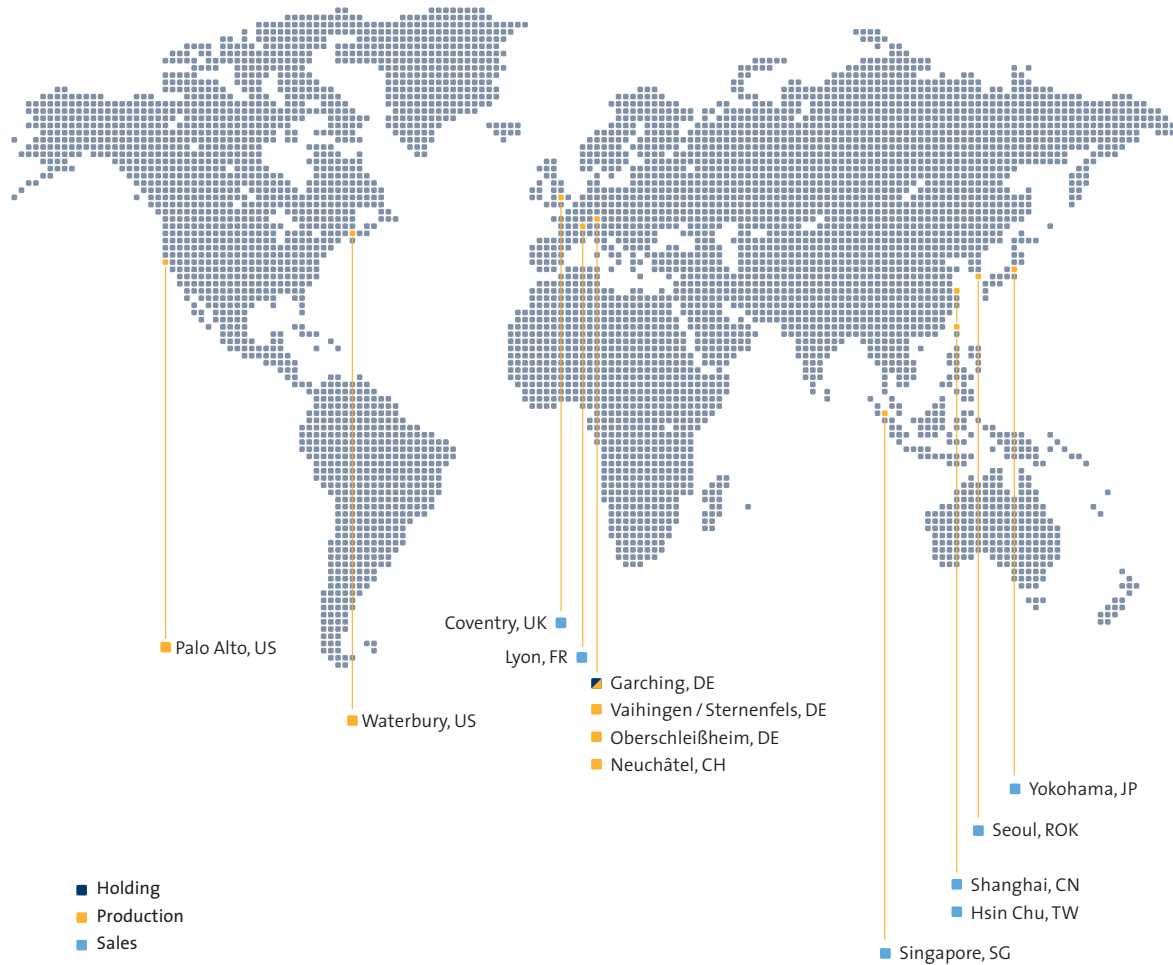 Coventry, UK
Palo Alto, US
Lyon, FR
Garching, DE
Vaihingen / Sternenfels, DE
Waterbury, US
Oberschleißheim, DE
Neuchâtel, CH
Yokohama, JP
Seoul, ROK
Holding
Shanghai, CN
Production
Hsin Chu, TW
Sales
Singapore, SG